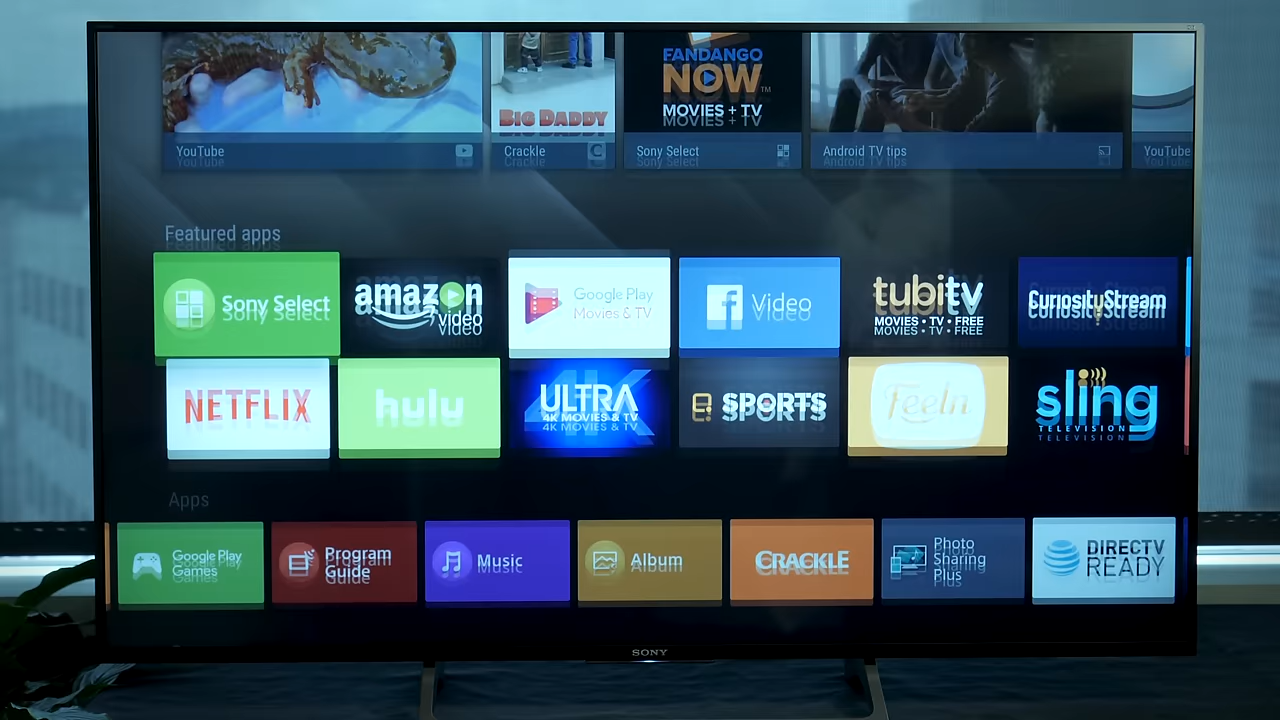 BIG DADDY
FANDANGO
NOW™
MOVIES + TV
YouTube
Crackle
Sony Select
Android TV tips
YouTube
Featured apps
Sony Select
amazon
video
Google Play
Movies & TV
Video
tubitv
MOVIES • TV • FREE
CuriosityStream
NETFLIX
hulu
ULTRA
4K MOVIES & TV
SPORTS
Feeln
sling
TELEVISION
Apps
Google Play
Games
Program
Guide
Music
Album
CRACKLE
Photo
Sharing
Plus
DIRECTV
READY
SONY